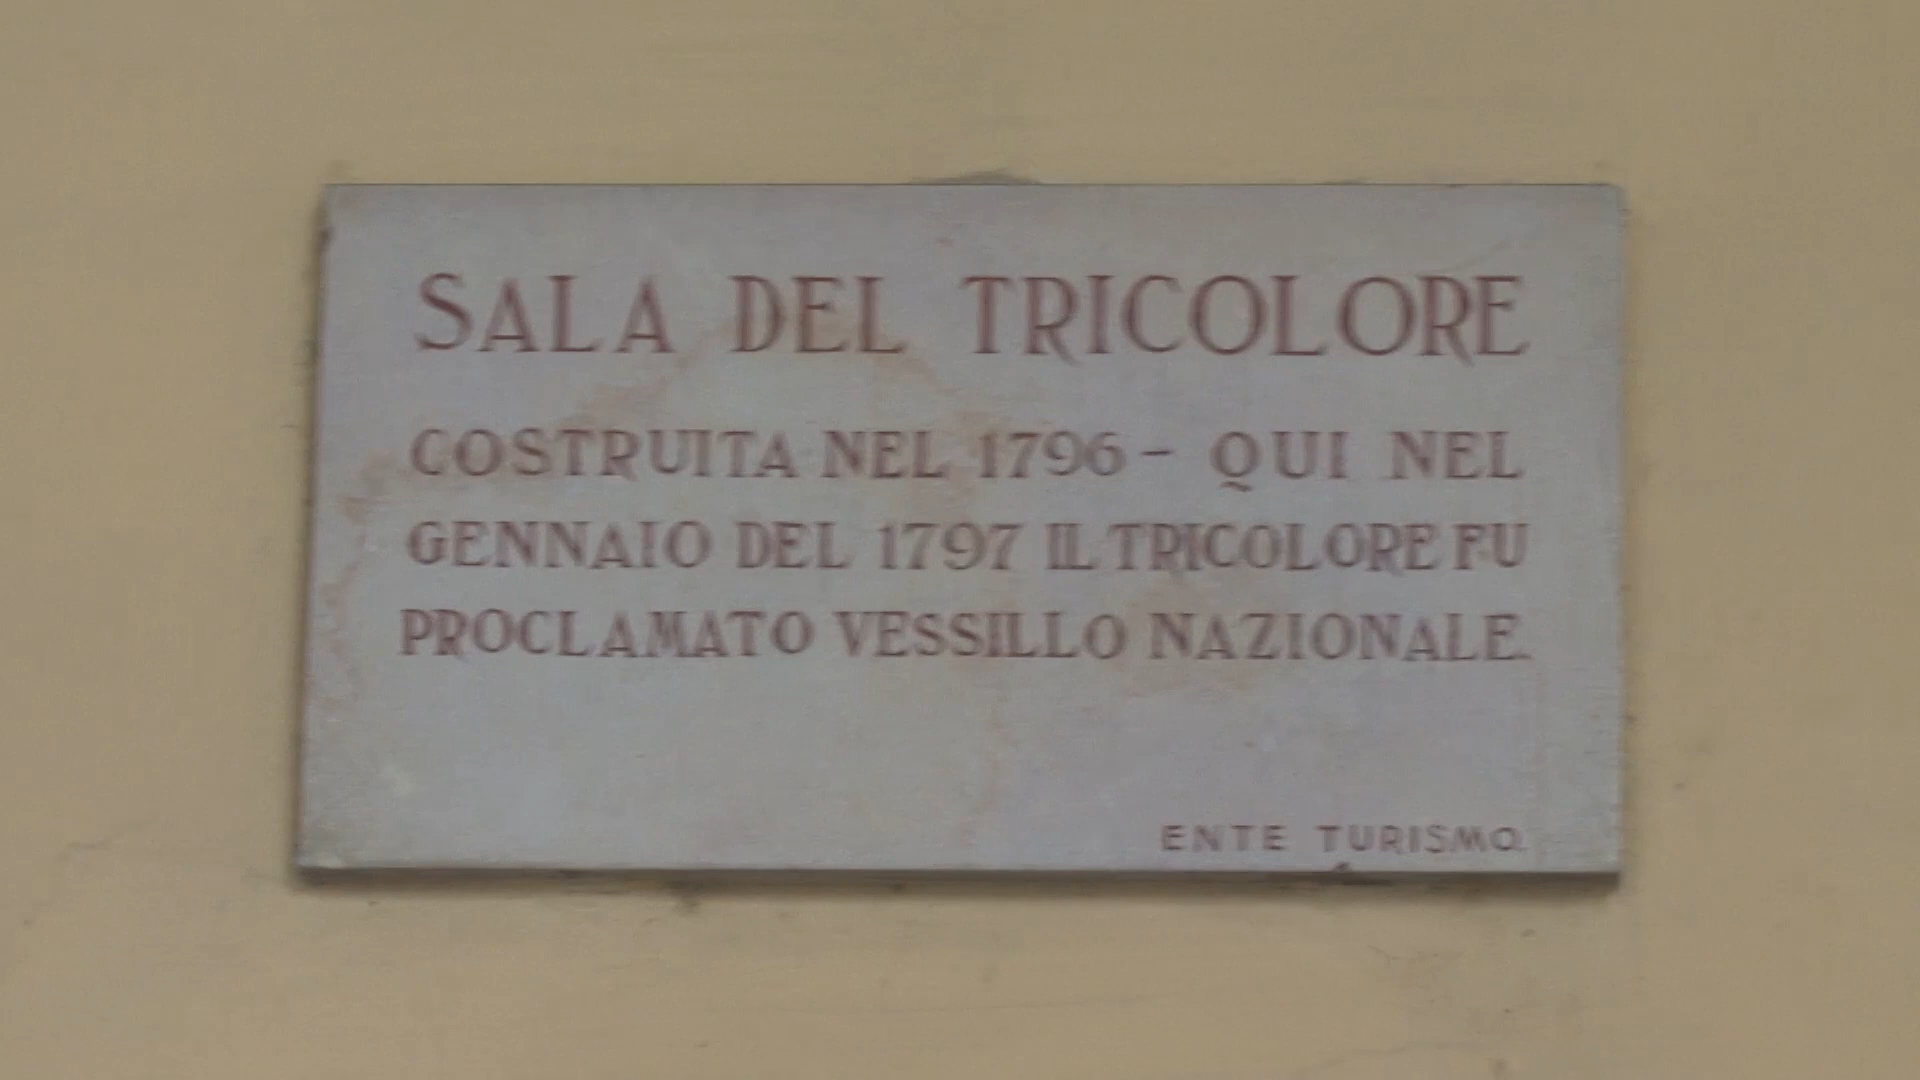 SALA DEL TRICOLORE
COSTRUITA NEL 1796 - QUI NEL
GENNAIO DEL 1797 IL TRICOLORE FU
PROCLAMATO VESSILLO NAZIONALE.
ENTE TURISMO.